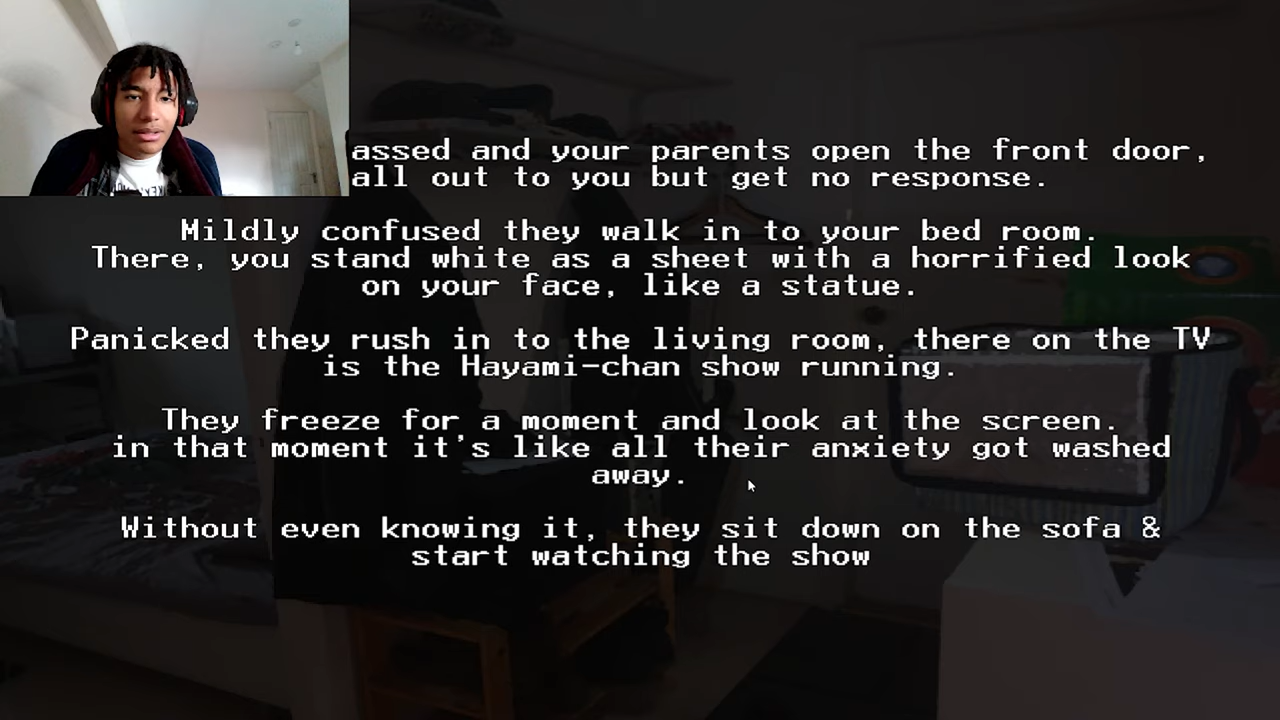 assed and your parents open the front door,
all out to you but get no response.
Mildly confused they walk in to your bed room.
There, you stand white as a sheet with a horrified look
on your face, like a statue.
Panicked they rush in to the living room, there on the TV
is the Hayami-chan show running.
They freeze for a moment and look at the screen.
in that moment it's like all their anxiety got washed
away.
Without even knowing it, they sit down on the sofa &
start watching the show